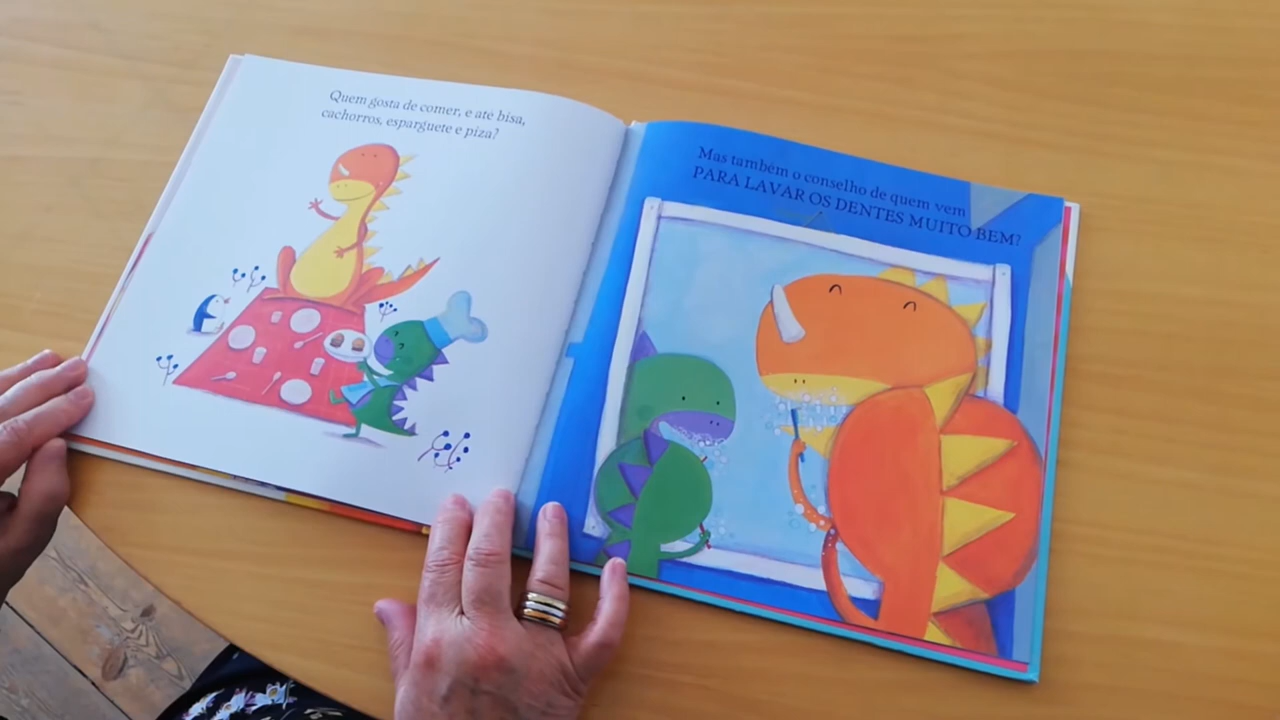 Quem gosta de comer, e até bisa,
cachorros, esparguete e piza?
Mas também o conselho de quem vem
PARA LAVAR OS DENTES MUITO BEM?